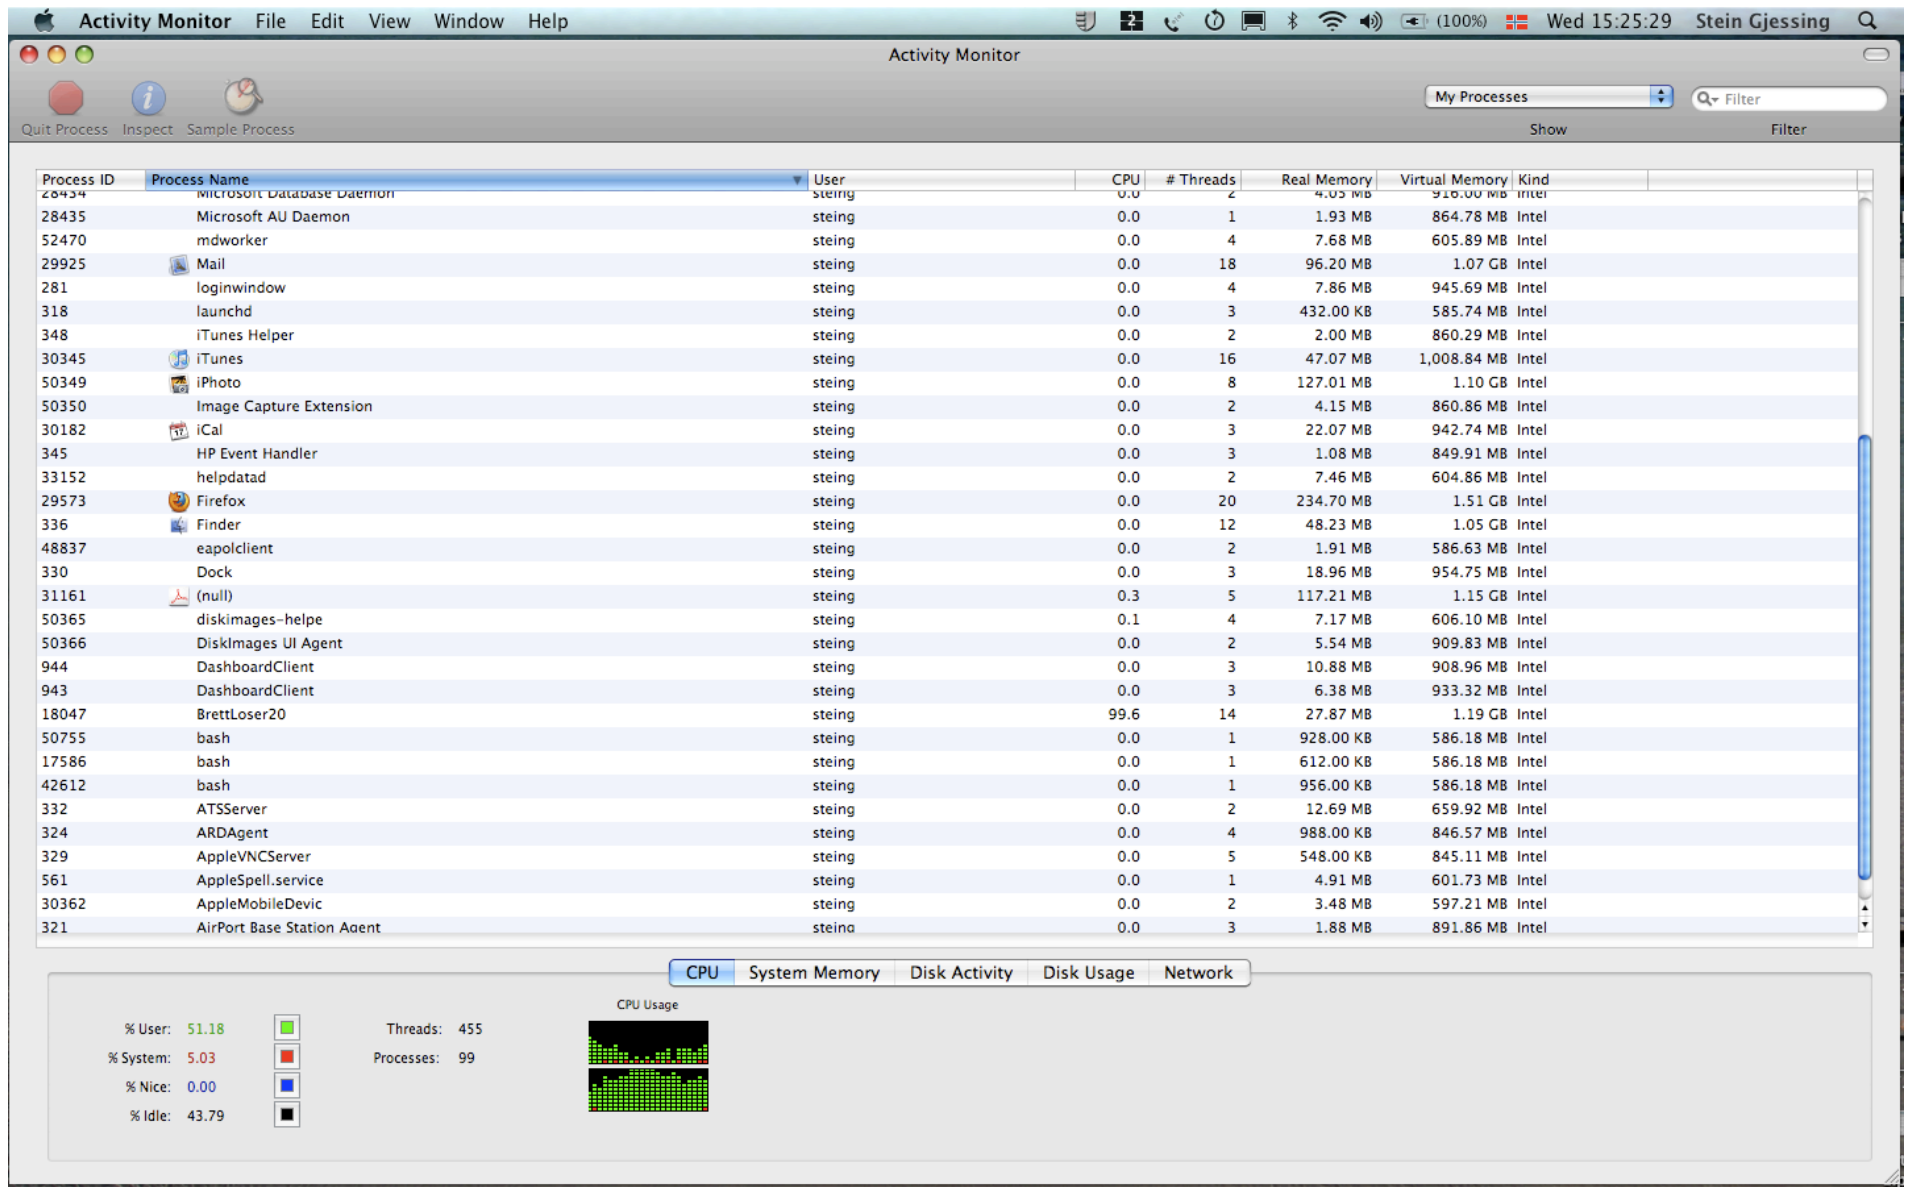 Activity Monitor File Edit View Window Help 2 (100%) Wed 15:25:29 Stein Gjessing
Activity Monitor
My Processes Filter
Quit Process Inspect Sample Process Show Filter
Process ID Process Name User CPU # Threads Real Memory Virtual Memory Kind
28434 Microsoft Database Daemon steing 0.0 2 4.05 MB 916.00 MB Intel
28435 Microsoft AU Daemon steing 0.0 1 1.93 MB 864.78 MB Intel
52470 mdworker steing 0.0 4 7.68 MB 605.89 MB Intel
29925 Mail steing 0.0 18 96.20 MB 1.07 GB Intel
281 loginwindow steing 0.0 4 7.86 MB 945.69 MB Intel
318 launchd steing 0.0 3 432.00 KB 585.74 MB Intel
348 iTunes Helper steing 0.0 2 2.00 MB 860.29 MB Intel
30345 iTunes steing 0.0 16 47.07 MB 1,008.84 MB Intel
50349 iPhoto steing 0.0 8 127.01 MB 1.10 GB Intel
50350 Image Capture Extension steing 0.0 2 4.15 MB 860.86 MB Intel
30182 17 iCal steing 0.0 3 22.07 MB 942.74 MB Intel
345 HP Event Handler steing 0.0 3 1.08 MB 849.91 MB Intel
33152 helpdatad steing 0.0 2 7.46 MB 604.86 MB Intel
29573 Firefox steing 0.0 20 234.70 MB 1.51 GB Intel
336 Finder steing 0.0 12 48.23 MB 1.05 GB Intel
48837 eapolclient steing 0.0 2 1.91 MB 586.63 MB Intel
330 Dock steing 0.0 3 18.96 MB 954.75 MB Intel
31161 (null) steing 0.3 5 117.21 MB 1.15 GB Intel
50365 diskimages-helpe steing 0.1 4 7.17 MB 606.10 MB Intel
50366 DiskImages UI Agent steing 0.0 2 5.54 MB 909.83 MB Intel
944 DashboardClient steing 0.0 3 10.88 MB 908.96 MB Intel
943 DashboardClient steing 0.0 3 6.38 MB 933.32 MB Intel
18047 BrettLoser20 steing 99.6 14 27.87 MB 1.19 GB Intel
50755 bash steing 0.0 1 928.00 KB 586.18 MB Intel
17586 bash steing 0.0 1 612.00 KB 586.18 MB Intel
42612 bash steing 0.0 1 956.00 KB 586.18 MB Intel
332 ATSServer steing 0.0 2 12.69 MB 659.92 MB Intel
324 ARDAgent steing 0.0 4 988.00 KB 846.57 MB Intel
329 AppleVNCServer steing 0.0 5 548.00 KB 845.11 MB Intel
561 AppleSpell.service steing 0.0 1 4.91 MB 601.73 MB Intel
30362 AppleMobileDevic steing 0.0 2 3.48 MB 597.21 MB Intel
321 AirPort Base Station Agent steing 0.0 3 1.88 MB 891.86 MB Intel
CPU System Memory Disk Activity Disk Usage Network
CPU Usage
% User: 51.18 Threads: 455
% System: 5.03 Processes: 99
% Nice: 0.00
% Idle: 43.79